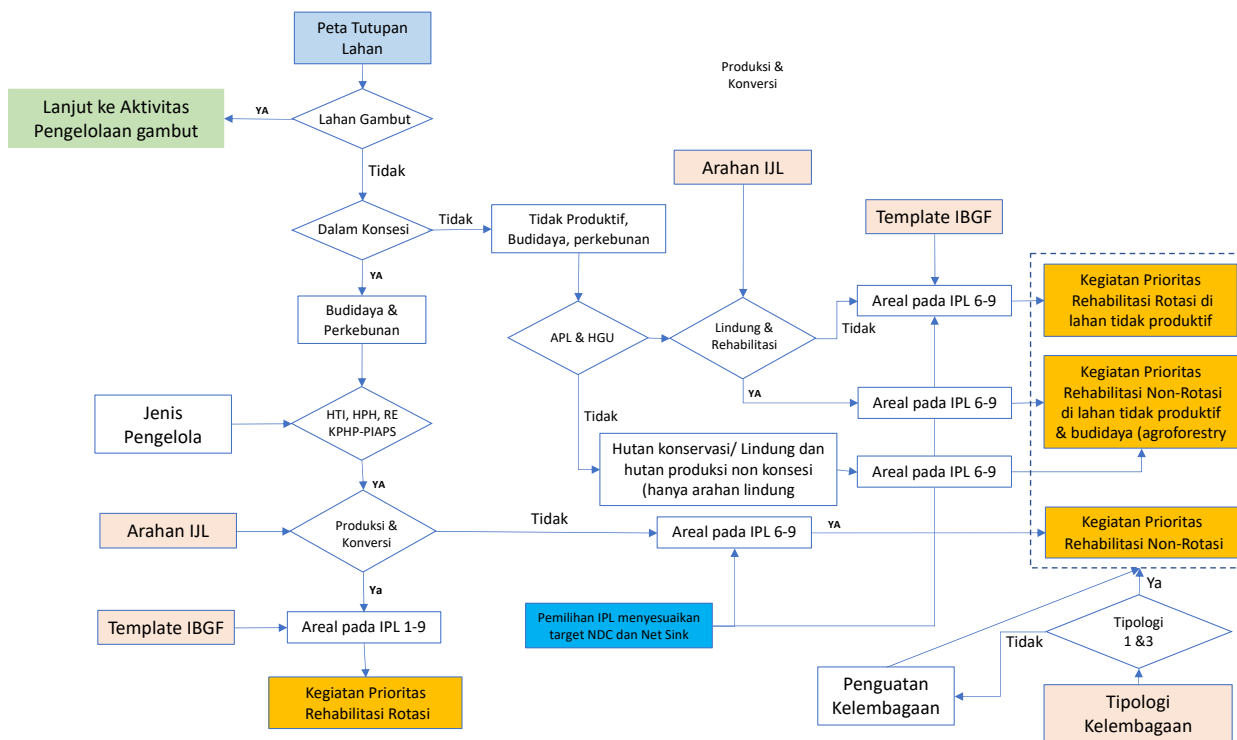 Peta Tutupan
Lahan
Produksi &
Konversi
Lanjut ke Aktivitas
Pengelolaan gambut
YA
Lahan Gambut
Tidak
Arahan IJL
Dalam Konsesi
Tidak
Tidak Produktif,
Budidaya, perkebunan
Template IBGF
YA
Budidaya &
Perkebunan
APL & HGU
Lindung &
Rehabilitasi
Tidak
Areal pada IPL 6-9
Kegiatan Prioritas
Rehabilitasi Rotasi di
lahan tidak produktif
YA
Areal pada IPL 6-9
Kegiatan Prioritas
Rehabilitasi Non-Rotasi
di lahan tidak produktif
& budidaya (agroforestry
Jenis
Pengelola
HTI, HPH, RE
KPHP-PIAPS
Tidak
Hutan konservasi/ Lindung dan
hutan produksi non konsesi
(hanya arahan lindung
Areal pada IPL 6-9
YA
Arahan IJL
Produksi &
Konversi
Tidak
Areal pada IPL 6-9
YA
Kegiatan Prioritas
Rehabilitasi Non-Rotasi
Ya
Template IBGF
Areal pada IPL 1-9
Pemilihan IPL menyesuaikan
target NDC dan Net Sink
Ya
Tipologi
1 &3
Tidak
Kegiatan Prioritas
Rehabilitasi Rotasi
Penguatan
Kelembagaan
Tipologi
Kelembagaan